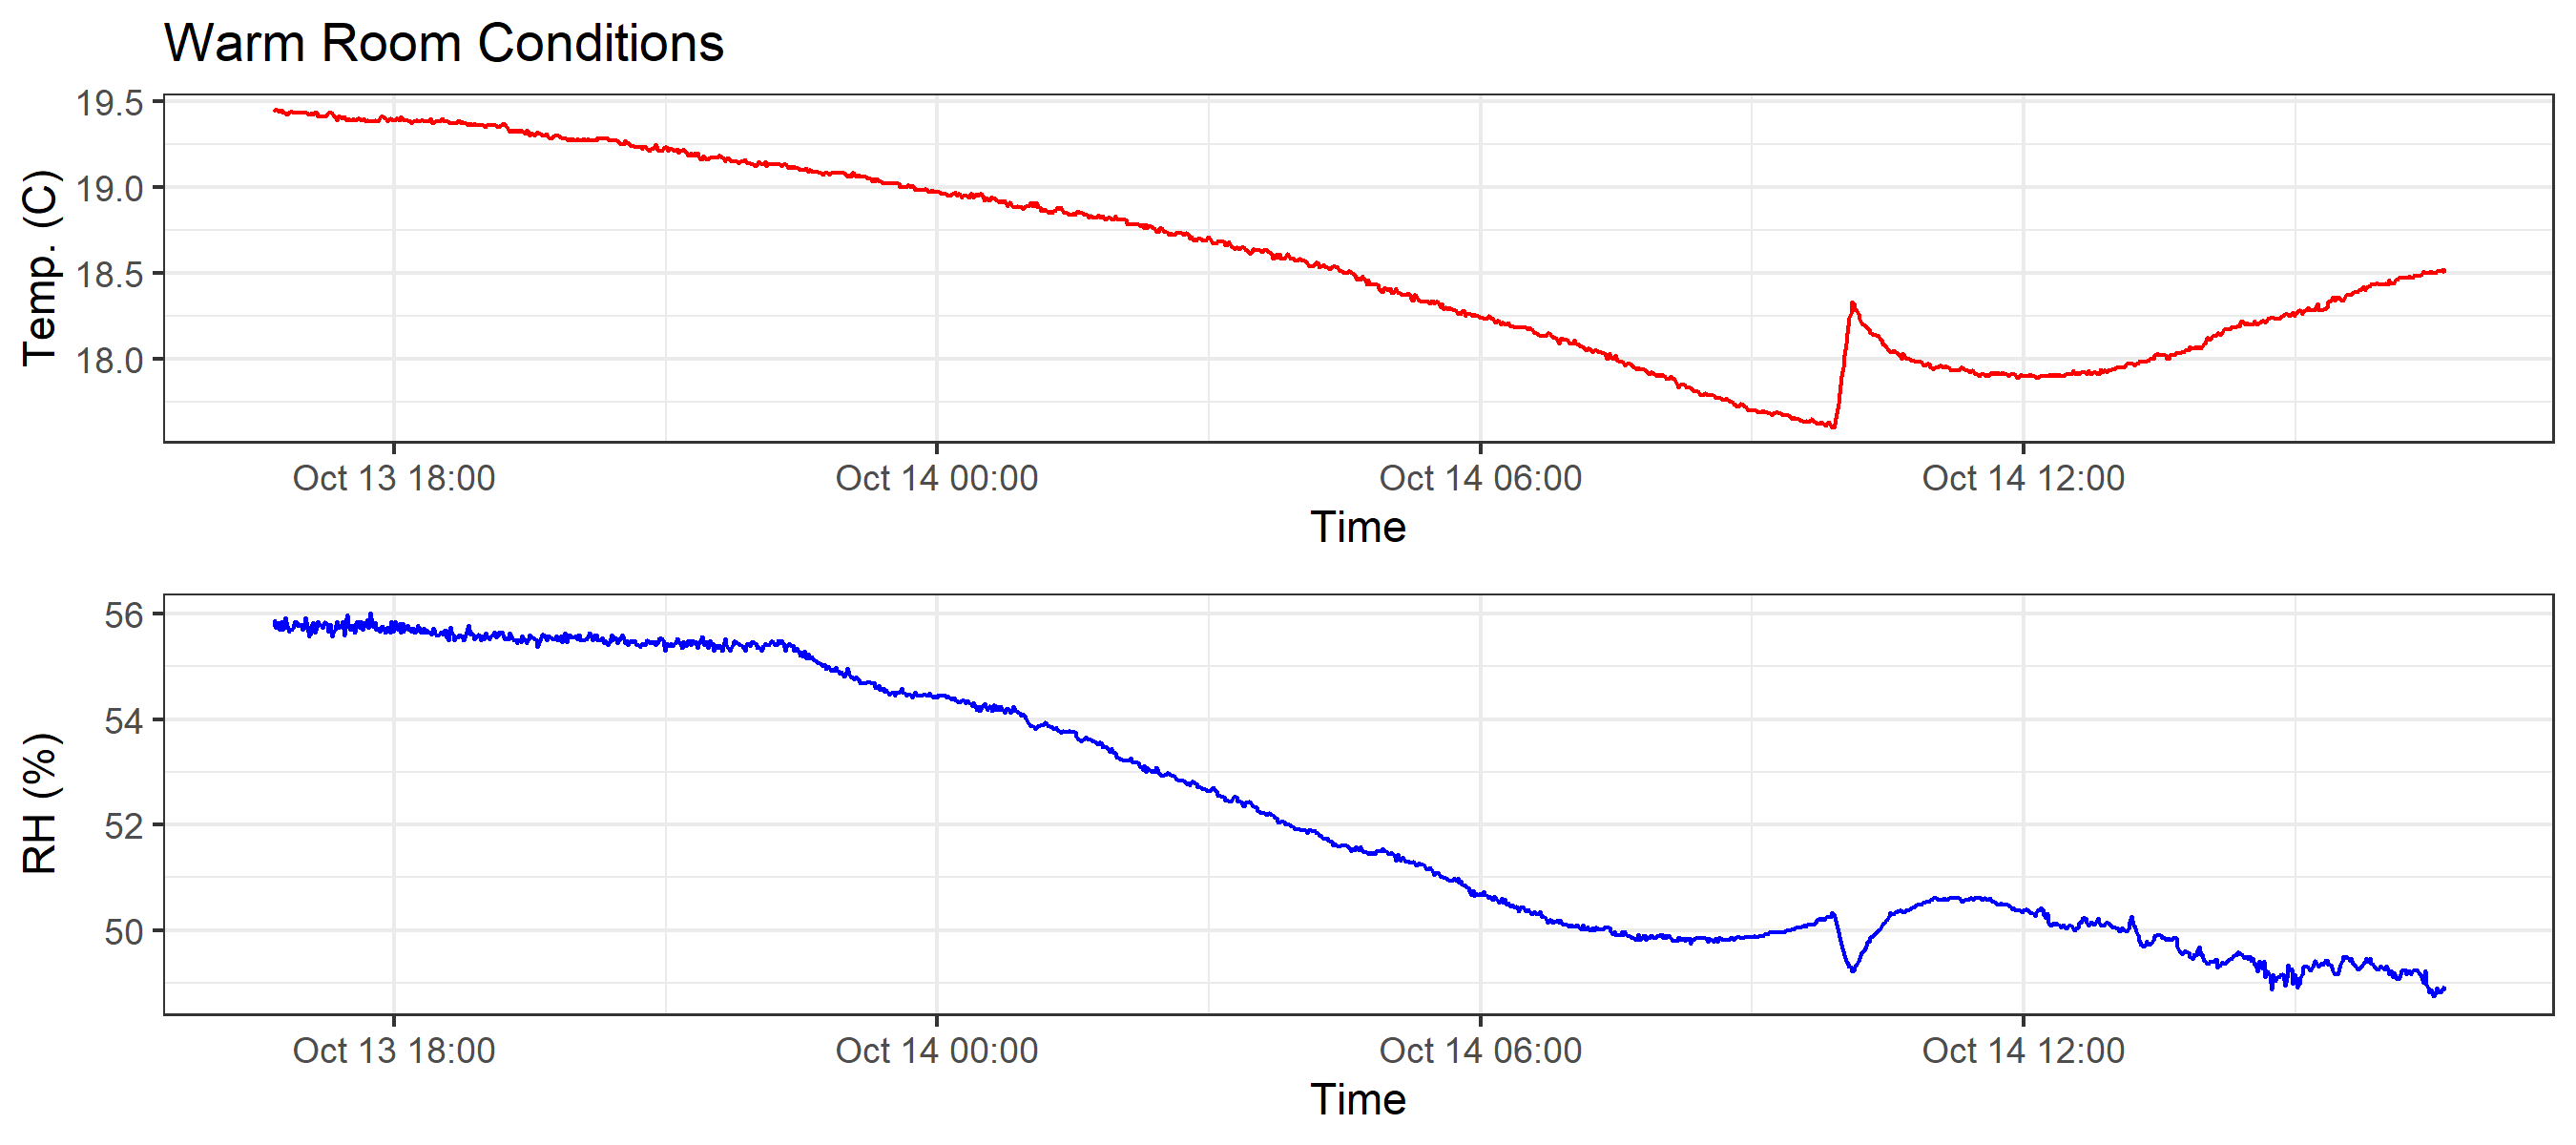 Warm Room Conditions
19.5
19.0
18.5
18.0
Temp. (C)
Oct 13 18:00 Oct 14 00:00 Oct 14 06:00 Oct 14 12:00
Time
56
54
52
50
RH (%)
Oct 13 18:00 Oct 14 00:00 Oct 14 06:00 Oct 14 12:00
Time